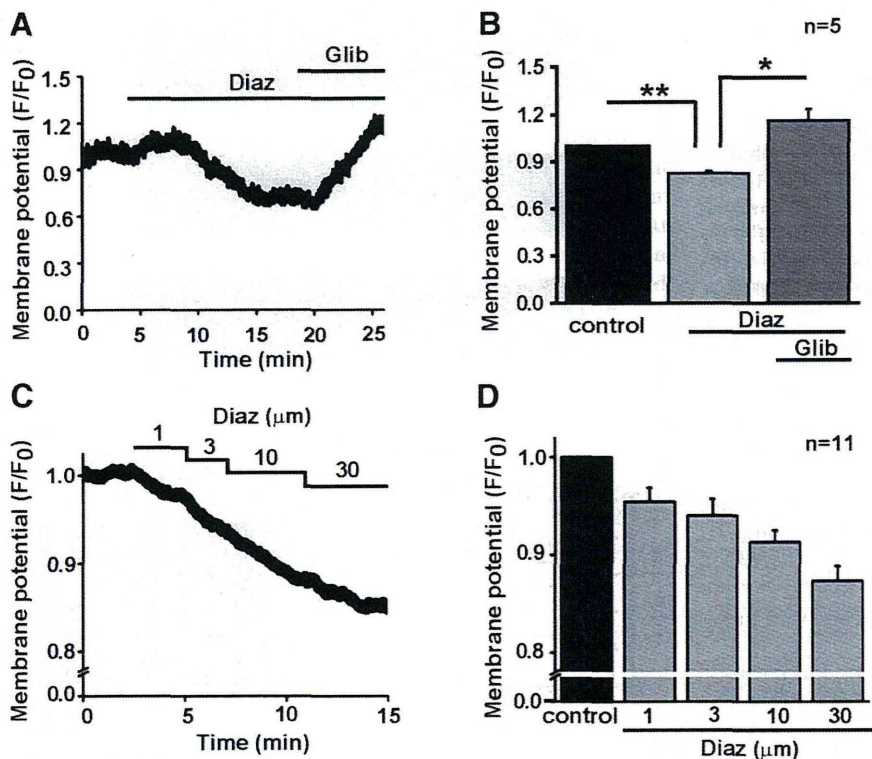 A
Glib
Diaz
Membrane potential (F/F0)
1.5
1.2
0.9
0.6
0.3
0.0
0 5 10 15 20 25
Time (min)
B
n=5
** *
Membrane potential (F/F0)
1.5
1.2
0.9
0.6
0.3
0.0
control
Diaz
Glib
C
Diaz (μm)
1 3 10 30
Membrane potential (F/F0)
1.0
0.9
0.8
0.0
0 5 10 15
Time (min)
D
n=11
Membrane potential (F/F0)
1.0
0.9
0.8
0.0
control 1 3 10 30
Diaz (μm)